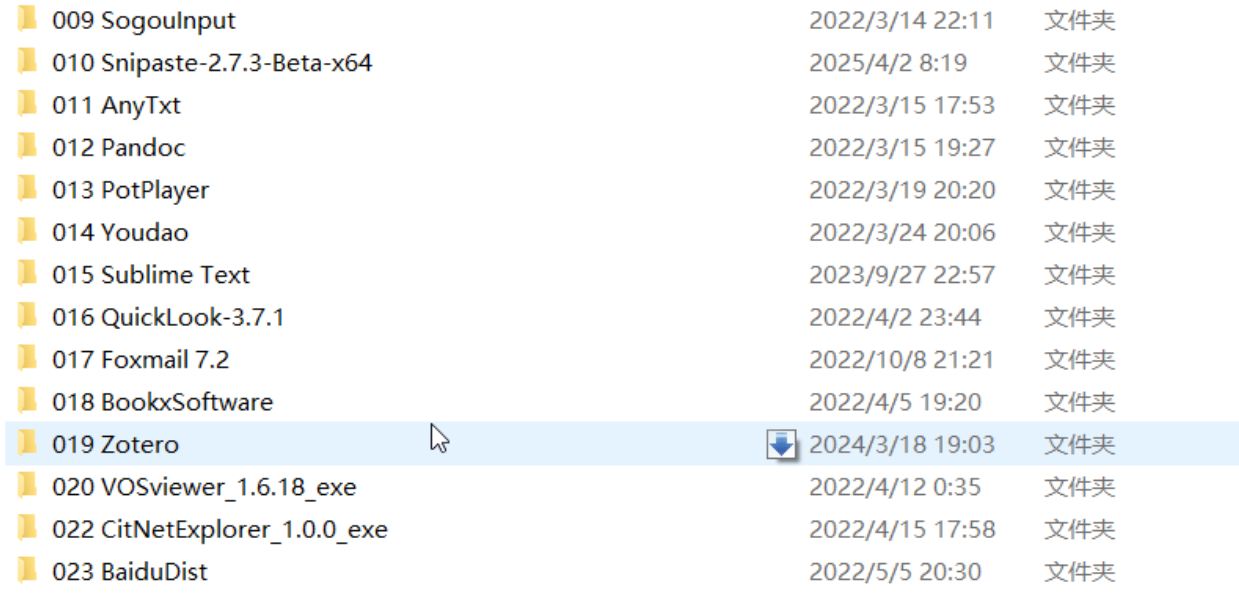 009 SogouInput 2022/3/14 22:11 文件夹
010 Snipaste-2.7.3-Beta-x64 2025/4/2 8:19 文件夹
011 AnyTxt 2022/3/15 17:53 文件夹
012 Pandoc 2022/3/15 19:27 文件夹
013 PotPlayer 2022/3/19 20:20 文件夹
014 Youdao 2022/3/24 20:06 文件夹
015 Sublime Text 2023/9/27 22:57 文件夹
016 QuickLook-3.7.1 2022/4/2 23:44 文件夹
017 Foxmail 7.2 2022/10/8 21:21 文件夹
018 BookxSoftware 2022/4/5 19:20 文件夹
019 Zotero 2024/3/18 19:03 文件夹
020 VOSviewer_1.6.18_exe 2022/4/12 0:35 文件夹
022 CitNetExplorer_1.0.0_exe 2022/4/15 17:58 文件夹
023 BaiduDist 2022/5/5 20:30 文件夹